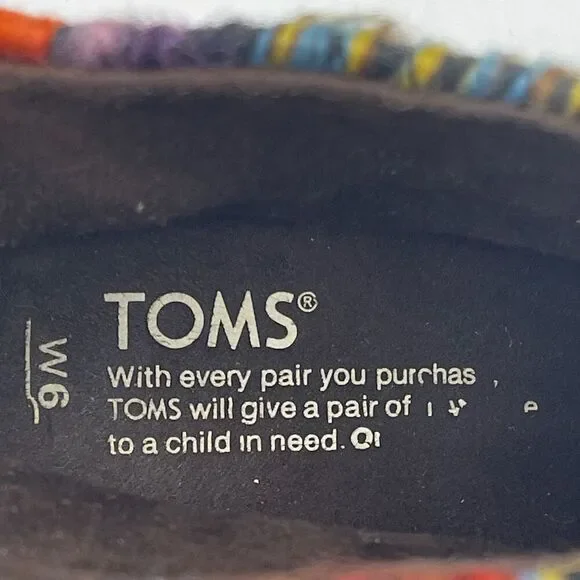 TOMS®
With every pair you purchas ,
TOMS will give a pair of
to a child in need.
W6